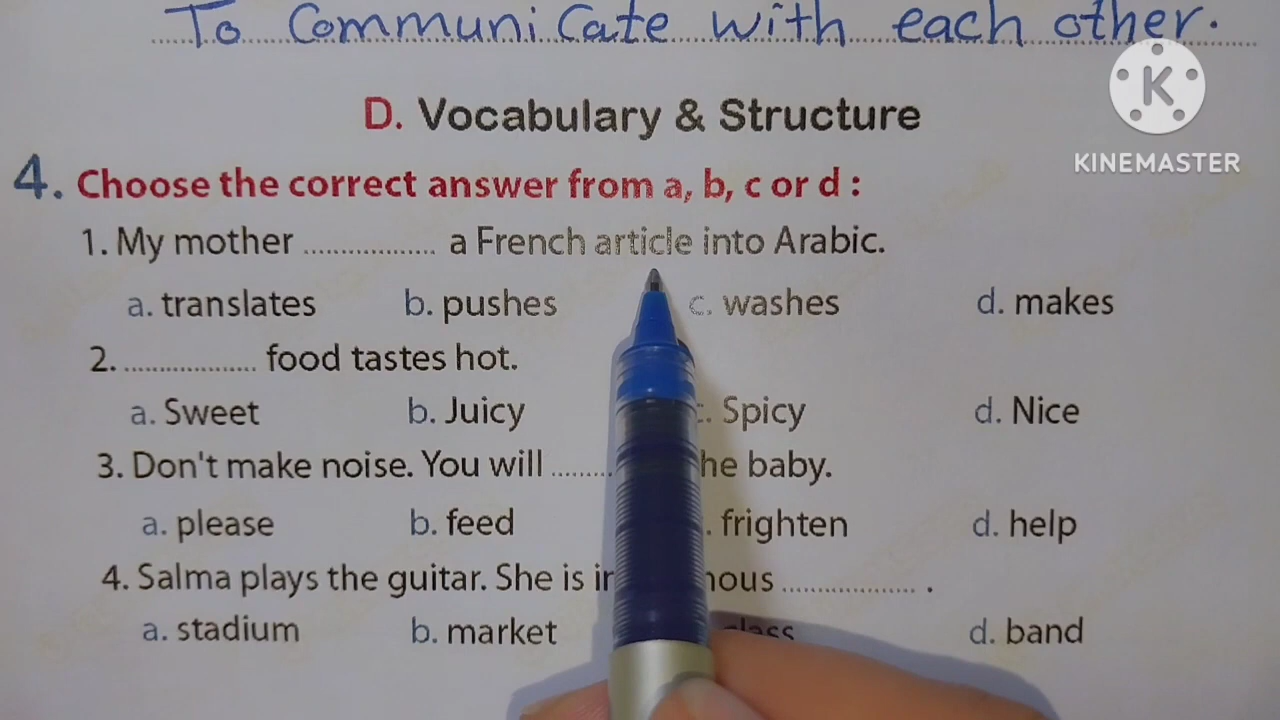 To Communicate with each other.
K
KINEMASTER
D. Vocabulary & Structure
4. Choose the correct answer from a, b, c or d :
1. My mother ................ a French article into Arabic.
a. translates b. pushes c. washes d. makes
2. ................ food tastes hot.
a. Sweet b. Juicy c. Spicy d. Nice
3. Don't make noise. You will ......... he baby.
a. please b. feed . frighten d. help
4. Salma plays the guitar. She is in ................ .
a. stadium b. market class d. band